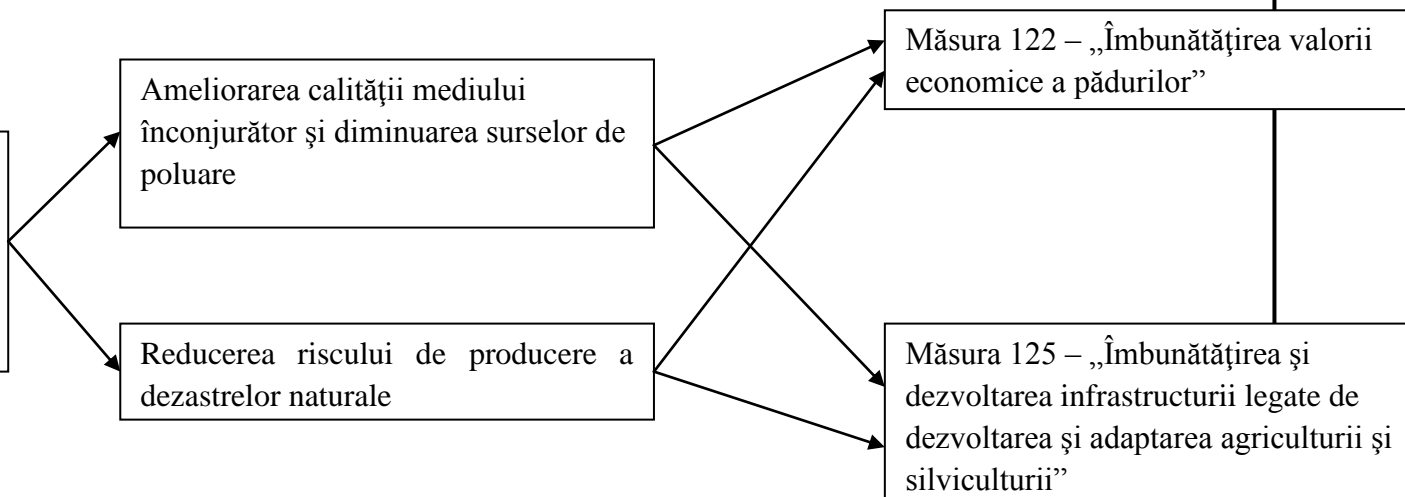 Ameliorarea calităţii mediului
înconjurător şi diminuarea surselor de
poluare
Reducerea riscului de producere a
dezastrelor naturale
Măsura 122 – „Îmbunătăţirea valorii
economice a pădurilor”
Măsura 125 – „Îmbunătăţirea şi
dezvoltarea infrastructurii legate de
dezvoltarea şi adaptarea agriculturii şi
silviculturii”